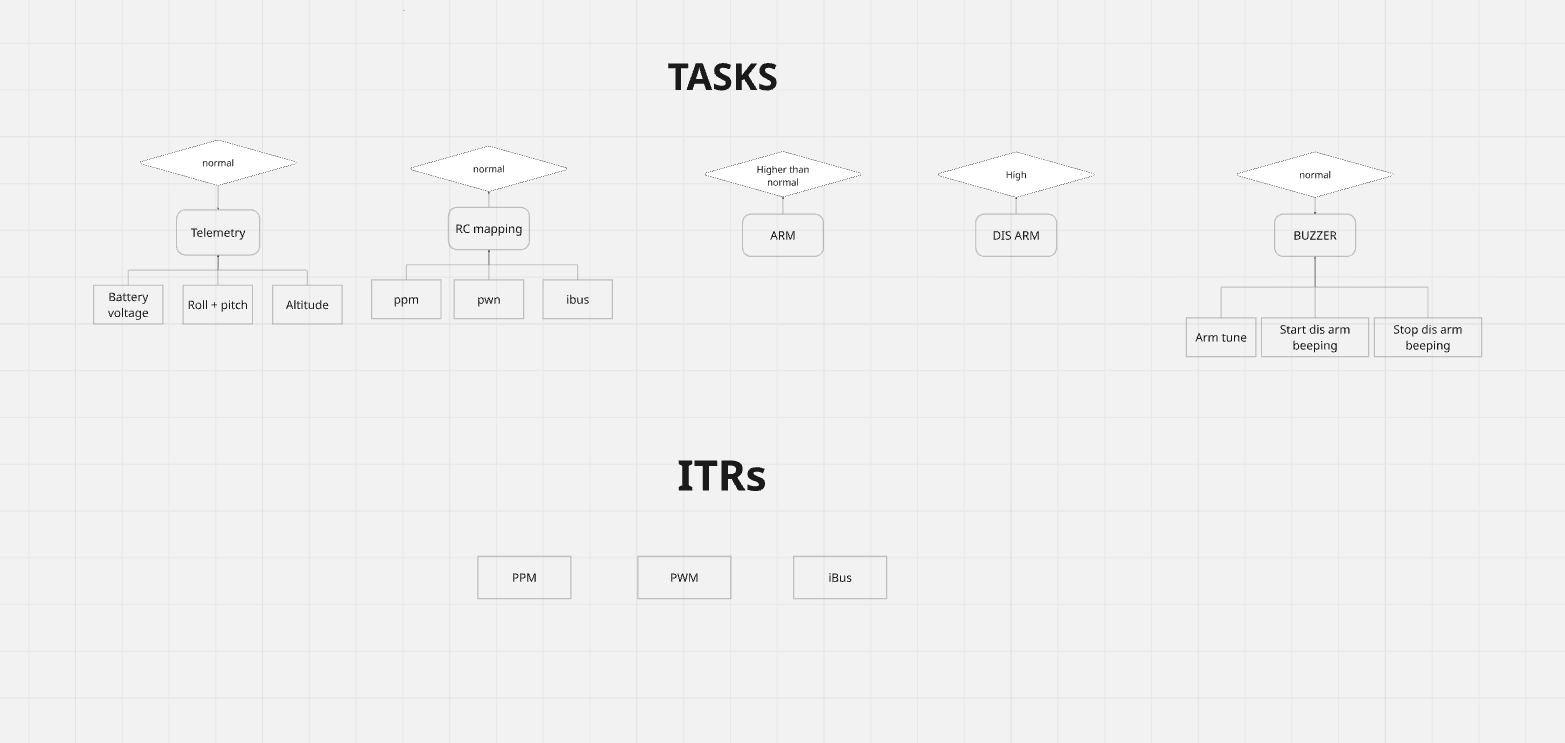 TASKS
normal
normal
Higher than
normal
High
normal
Telemetry
RC mapping
ARM
DIS ARM
BUZZER
Battery
voltage
Roll + pitch
Altitude
ppm
pwn
ibus
Arm tune
Start dis arm
beeping
Stop dis arm
beeping
ITRs
PPM
PWM
iBus